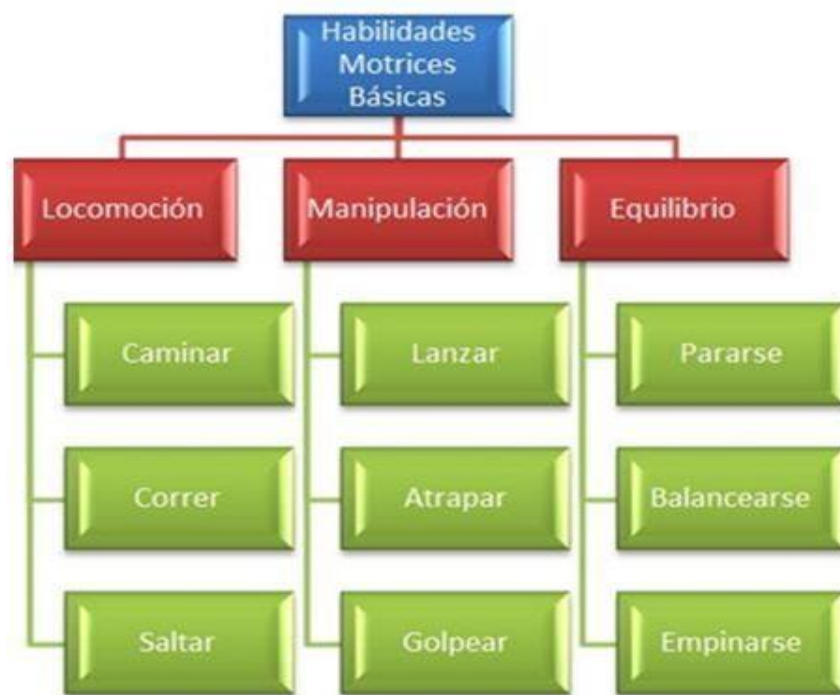 Habilidades
Motrices
Básicas
Locomoción
Manipulación
Equilibrio
Caminar
Lanzar
Pararse
Correr
Atrapar
Balancearse
Saltar
Golpear
Empinarse